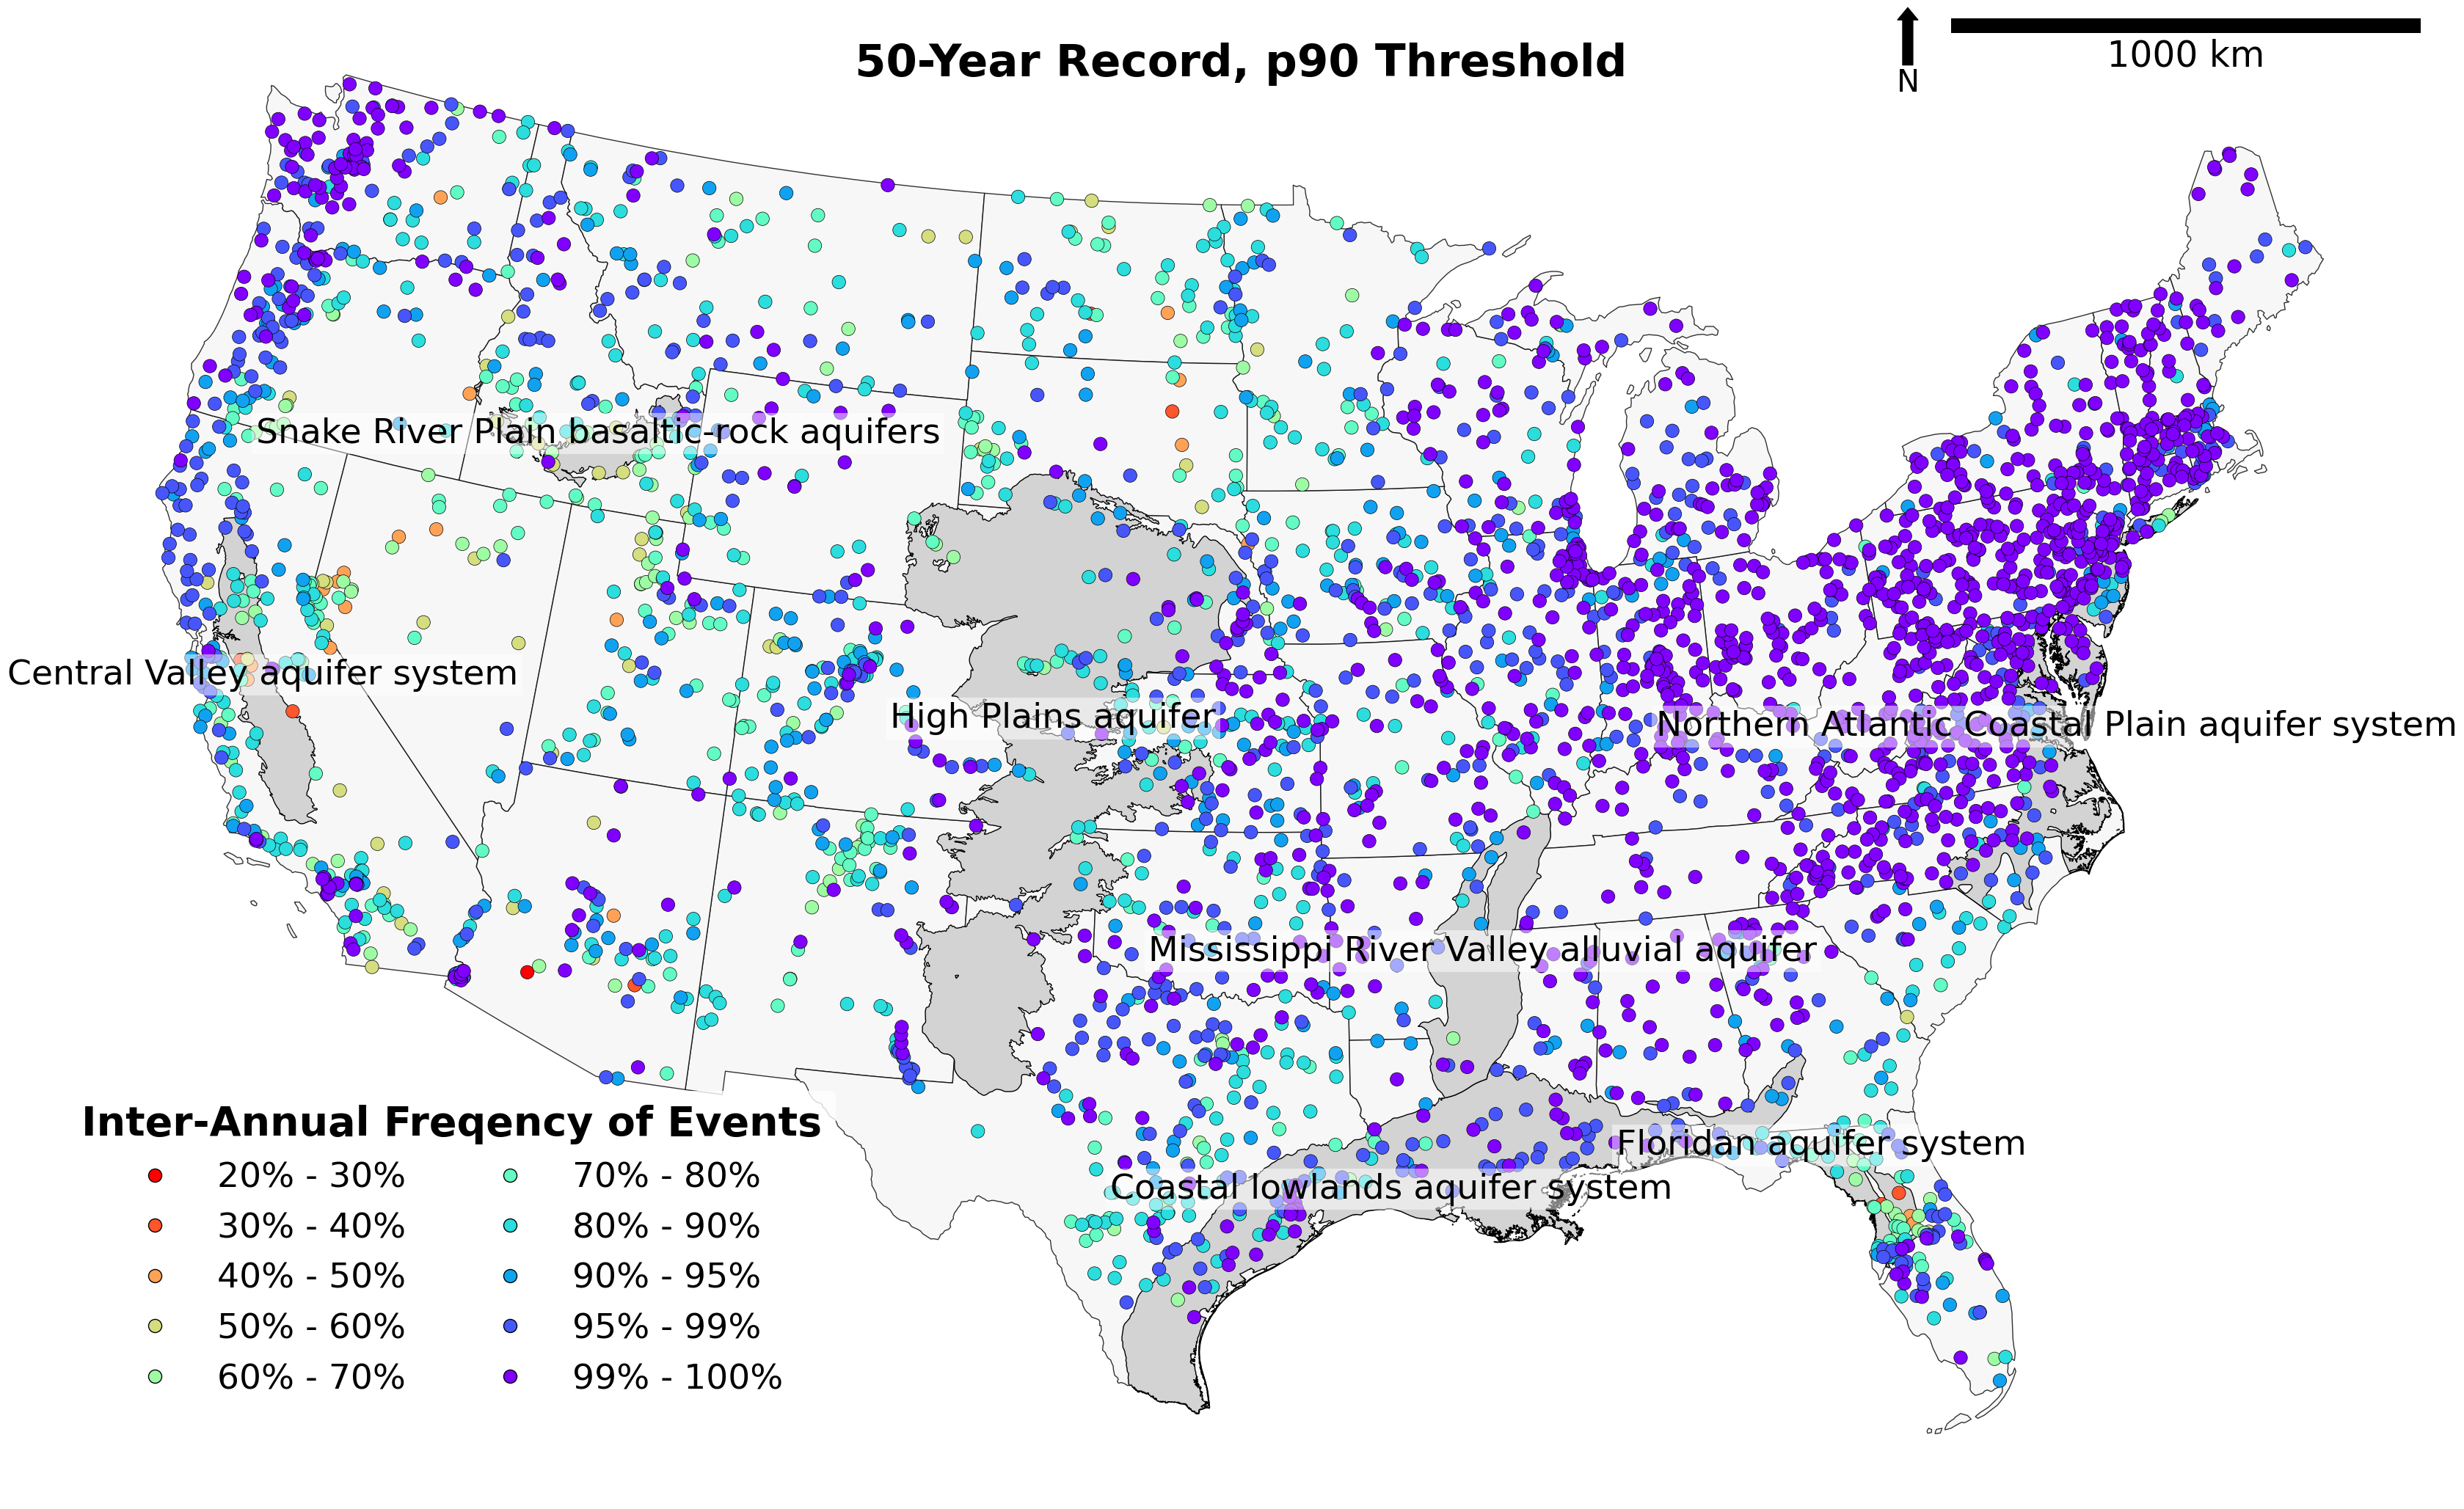 50-Year Record, p90 Threshold
N
1000 km
Snake River Plain basaltic-rock aquifers
Central Valley aquifer system
High Plains aquifer
Northern Atlantic Coastal Plain aquifer system
Mississippi River Valley alluvial aquifer
Floridan aquifer system
Coastal lowlands aquifer system
Inter-Annual Freqency of Events
20% - 30%
30% - 40%
40% - 50%
50% - 60%
60% - 70%
70% - 80%
80% - 90%
90% - 95%
95% - 99%
99% - 100%